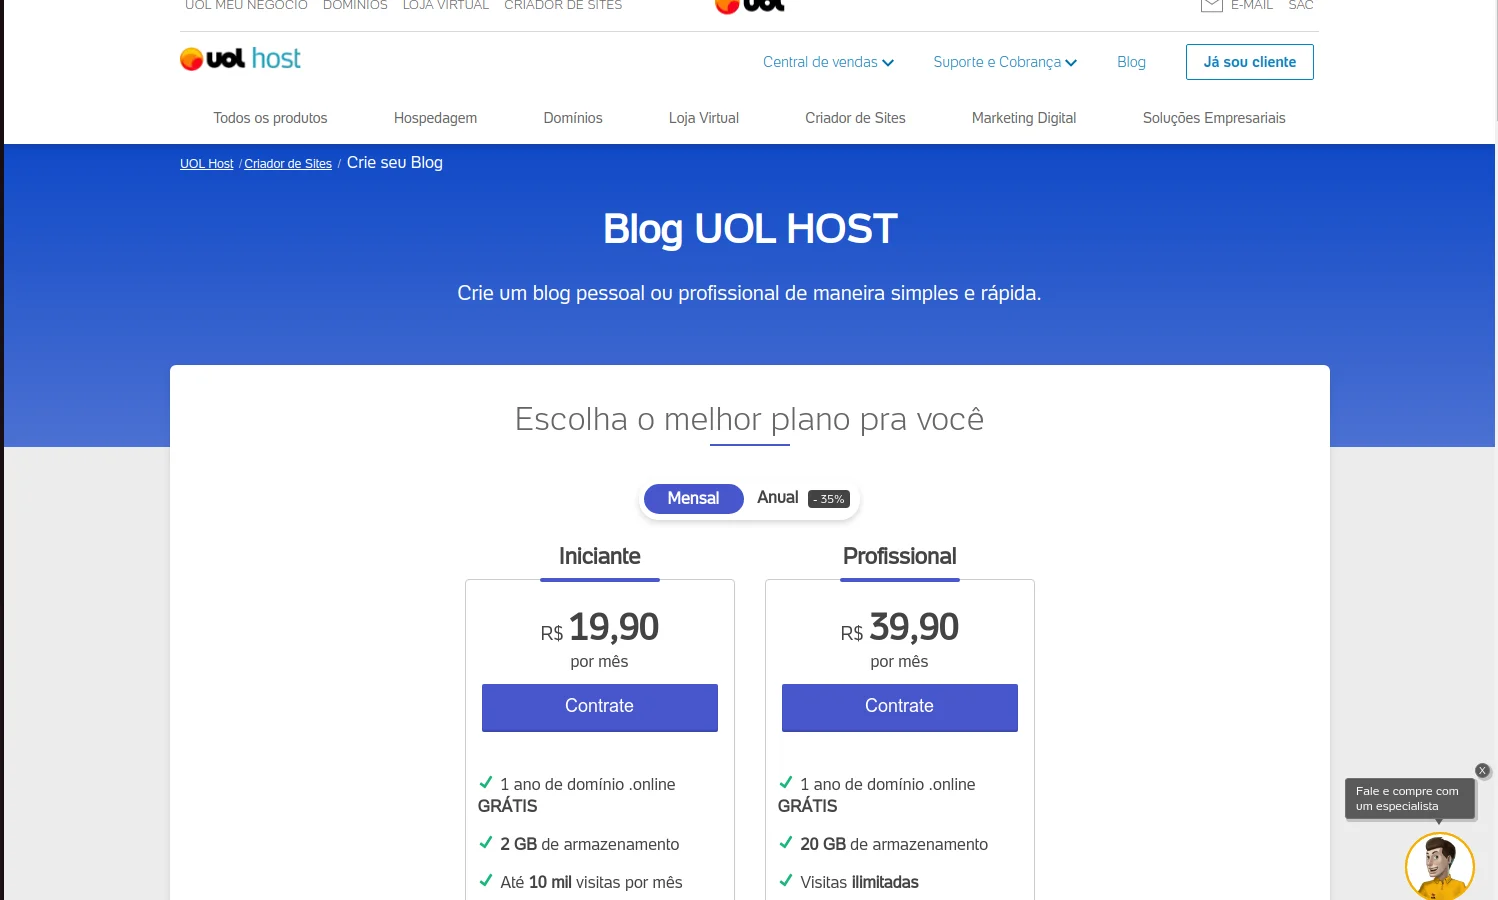 UOL MEU NEGÓCIO DOMÍNIOS LOJA VIRTUAL CRIADOR DE SITES uol E-MAIL SAC
uol host Central de vendas Suporte e Cobrança Blog Já sou cliente
Todos os produtos Hospedagem Domínios Loja Virtual Criador de Sites Marketing Digital Soluções Empresariais
UOL Host / Criador de Sites / Crie seu Blog
Blog UOL HOST
Crie um blog pessoal ou profissional de maneira simples e rápida.
Escolha o melhor plano pra você
Mensal Anual - 35%
Iniciante
R$ 19,90
por mês
Contrate
1 ano de domínio .online
GRÁTIS
2 GB de armazenamento
Até 10 mil visitas por mês
Profissional
R$ 39,90
por mês
Contrate
1 ano de domínio .online
GRÁTIS
20 GB de armazenamento
Visitas ilimitadas
X
Fale e compre com
um especialista